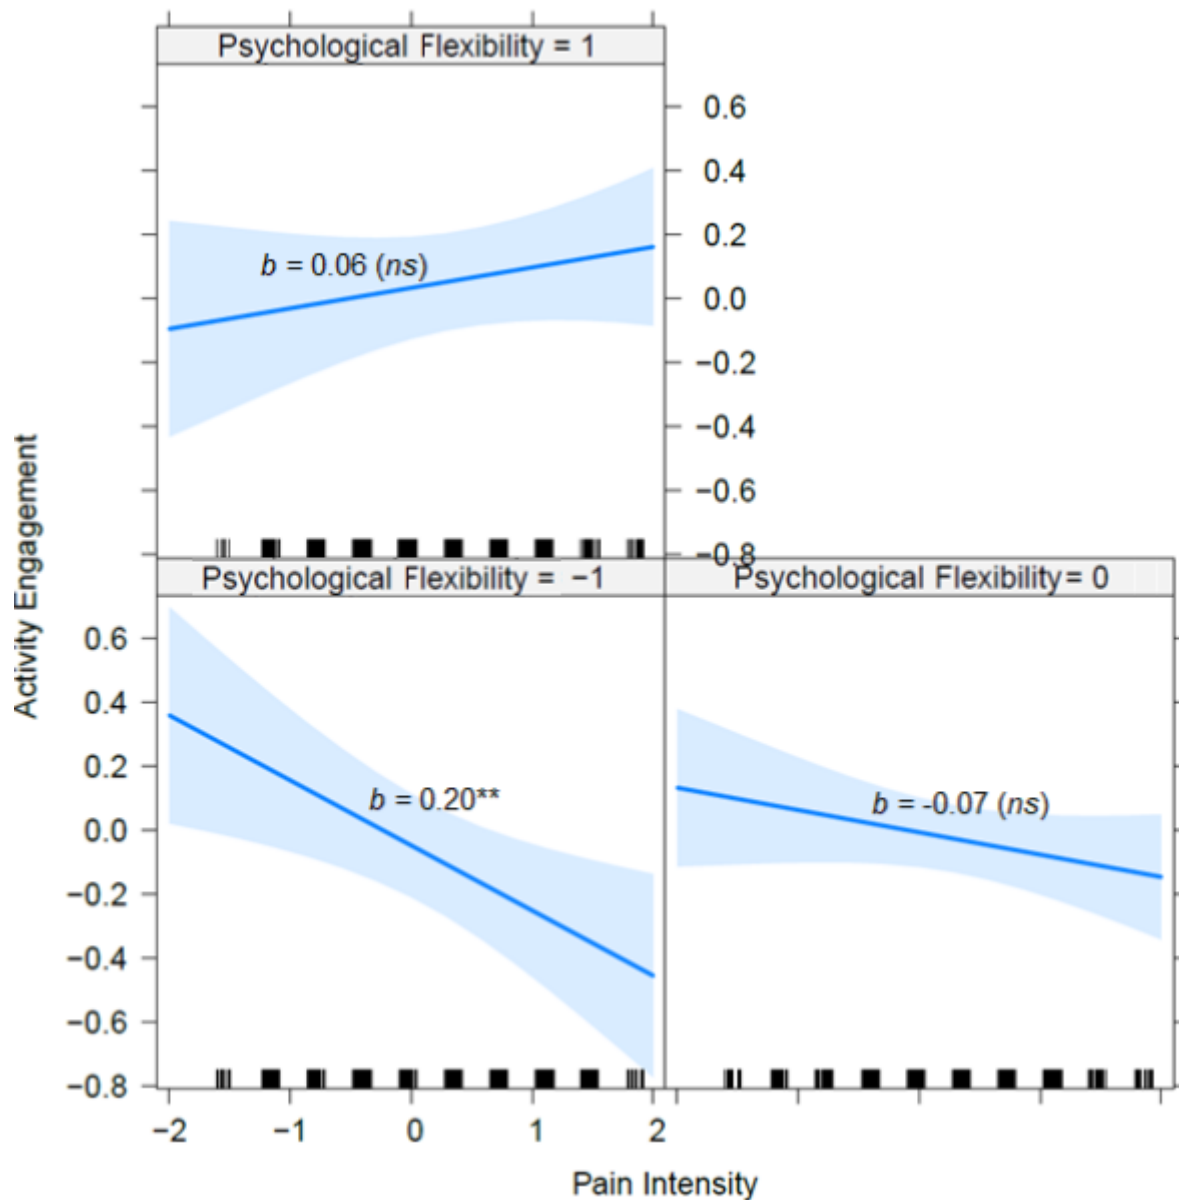 Psychological Flexibility = 1
0.6
0.4
0.2
b = 0.06 (ns)
0.0
−0.2
−0.4
−0.6
−0.8
Psychological Flexibility = −1
Psychological Flexibility= 0
Activity Engagement
0.6
0.4
0.2
b = 0.20**
b = -0.07 (ns)
0.0
−0.2
−0.4
−0.6
−0.8
−2 −1 0 1 2
Pain Intensity